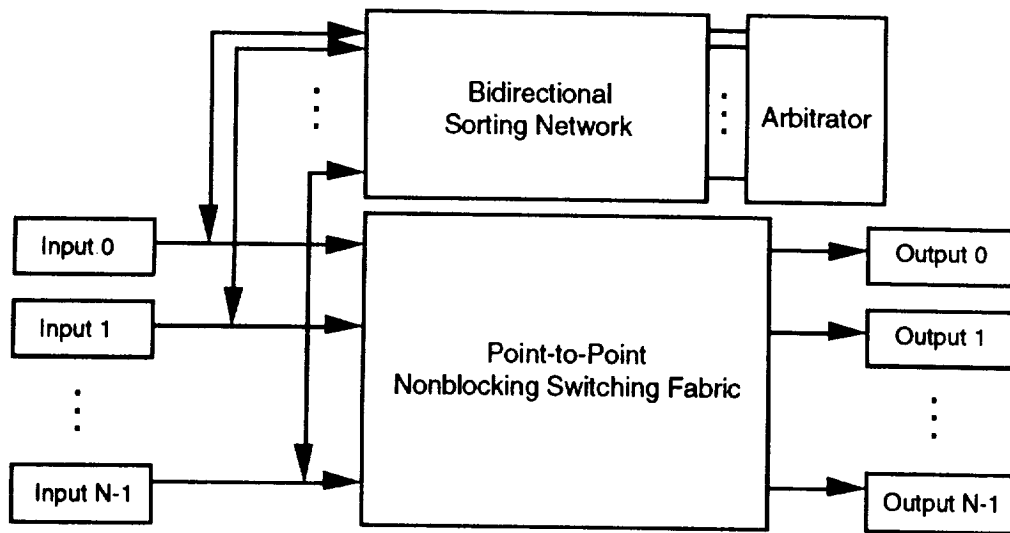 Bidirectional
Sorting Network
Arbitrator
Input 0
Input 1
Input N-1
Point-to-Point
Nonblocking Switching Fabric
Output 0
Output 1
Output N-1